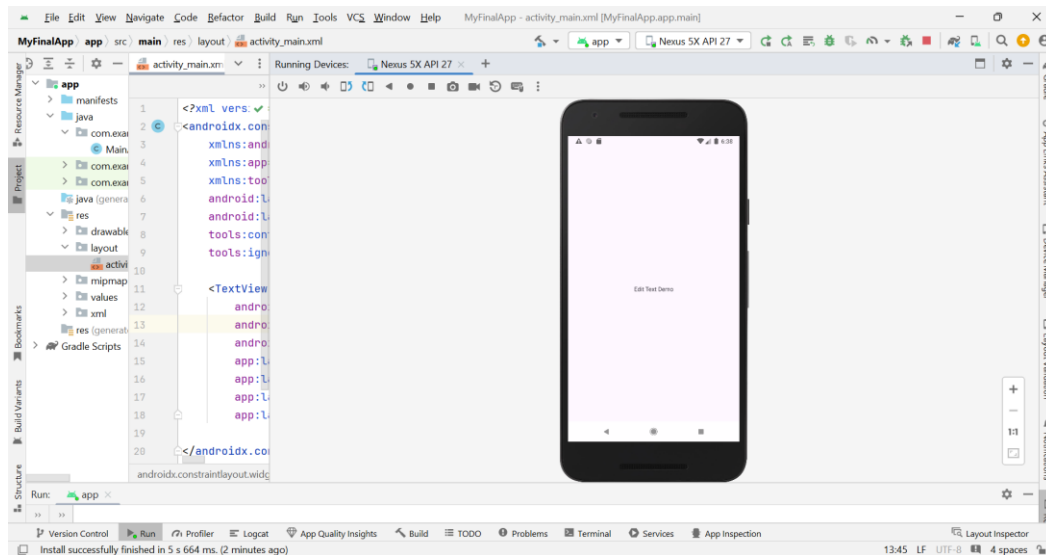 File Edit View Navigate Code Refactor Build Run Tools VCS Window Help MyFinalApp - activity_main.xml [MyFinalApp.app.main]
MyFinalApp app src main res layout activity_main.xml app Nexus 5X API 27
activity_main.xm Running Devices: Nexus 5X API 27
Resource Manager
Project
Bookmarks
Build Variants
Structure
app
manifests
java
com.exar
Main.
com.exar
com.exar
java (genera
res
drawable
layout
activi
mipmap
values
xml
res (generat
Gradle Scripts
1 <?xml vers:
2 <androidx.con
3 xmlns:and
4 xmlns:app
5 xmlns:too
6 android:l
7 android:l
8 tools:con
9 tools:ign
10
11 <TextView
12 andro
13 andro
14 andro
15 app:l
16 app:l
17 app:l
18 app:l
19
20 </androidx.co
androidx.constraintlayout.widg
6:38
Edit Text Demo
1:1
Device Manager
Run: app
Version Control Run Profiler Logcat App Quality Insights Build TODO Problems Terminal Services App Inspection Layout Inspector
Install successfully finished in 5 s 664 ms. (2 minutes ago) 13:45 LF UTF-8 4 spaces